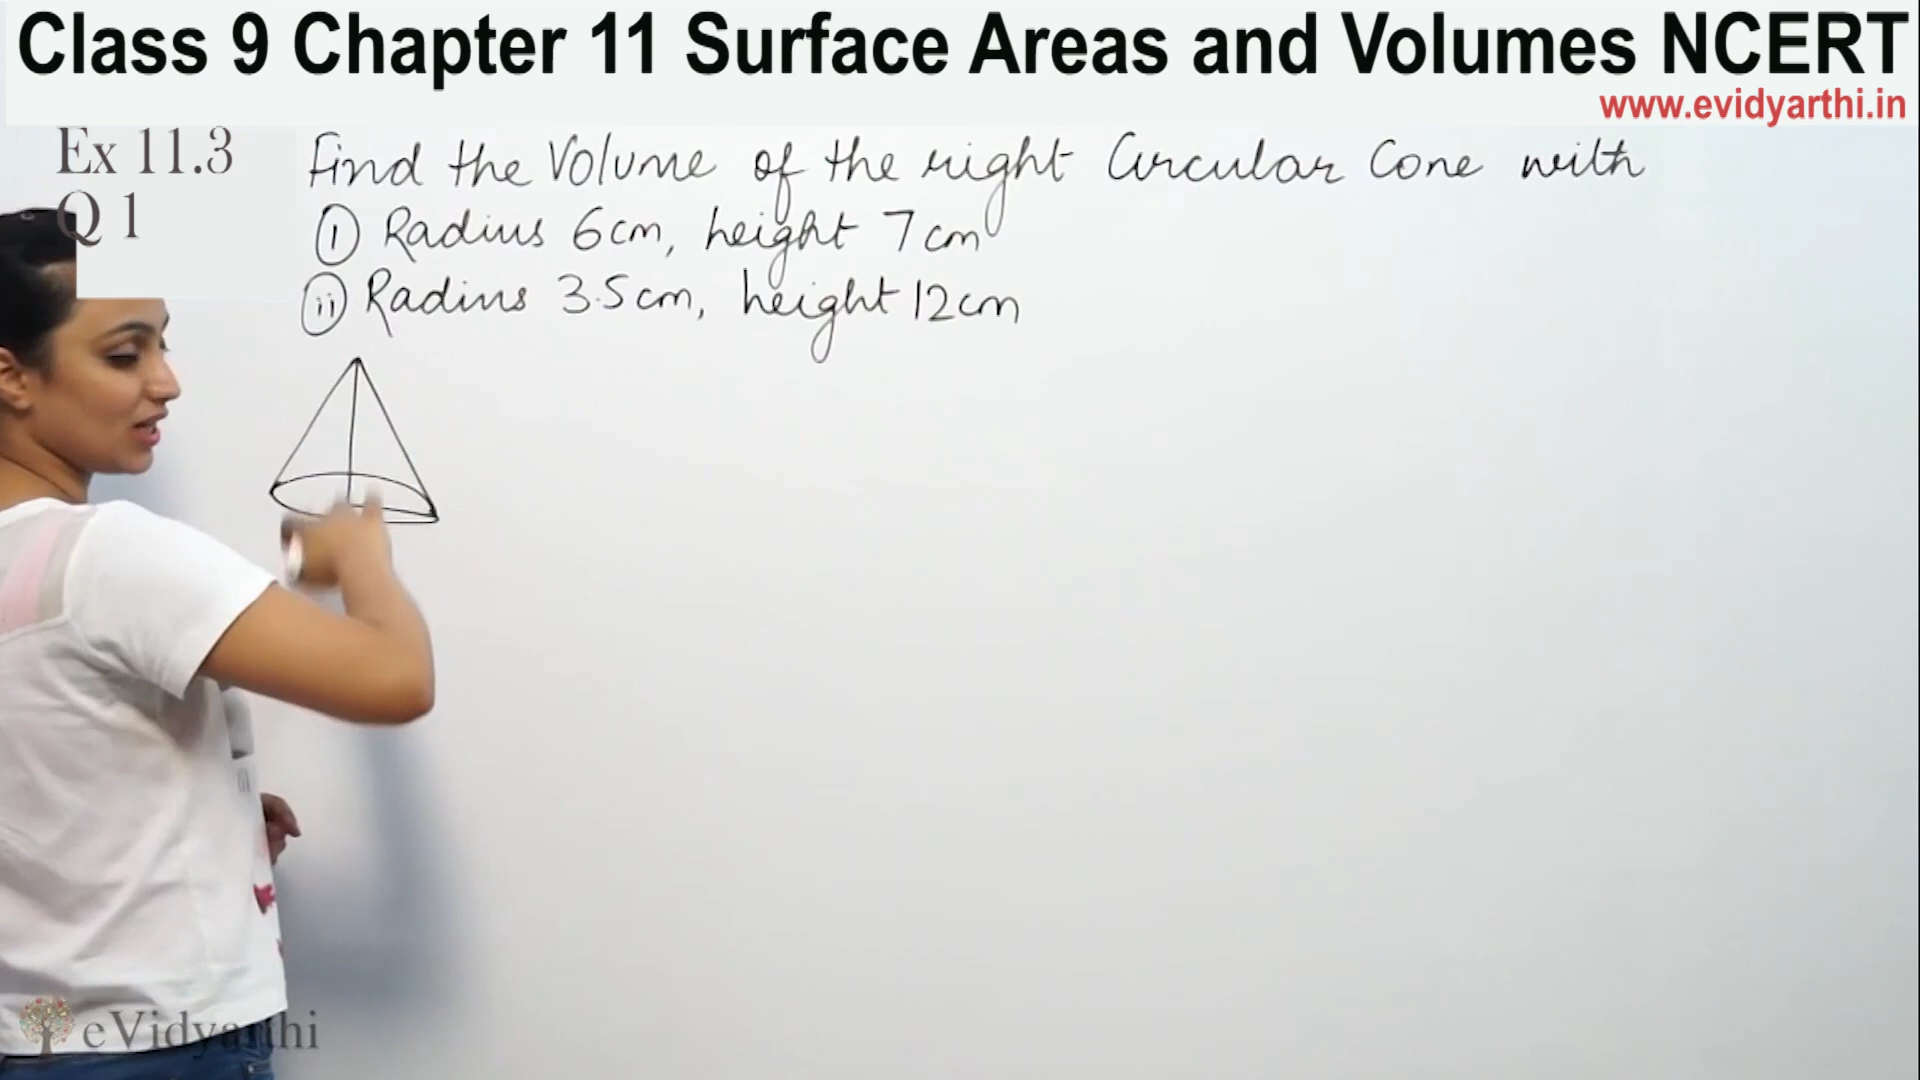 Class 9 Chapter 11 Surface Areas and Volumes NCERT
www.evidyarthi.in
Ex 11.3
Q 1
Find the Volume of the right Circular Cone with
(i) Radius 6cm, height 7cm
(ii) Radius 3.5cm, height 12cm
eVidyarthi